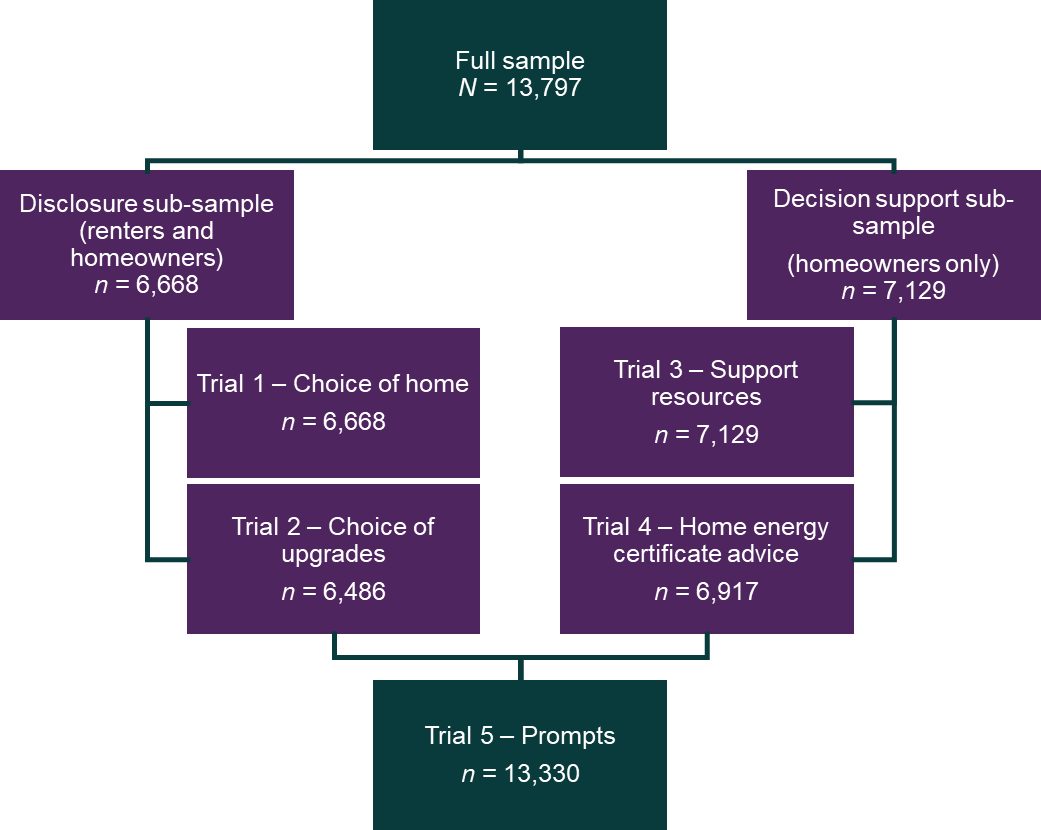 Full sample
N = 13,797
Disclosure sub-sample
(renters and
homeowners)
n = 6,668
Decision support sub-
sample
(homeowners only)
n = 7,129
Trial 1 – Choice of home
n = 6,668
Trial 3 – Support
resources
n = 7,129
Trial 2 – Choice of
upgrades
n = 6,486
Trial 4 – Home energy
certificate advice
n = 6,917
Trial 5 – Prompts
n = 13,330